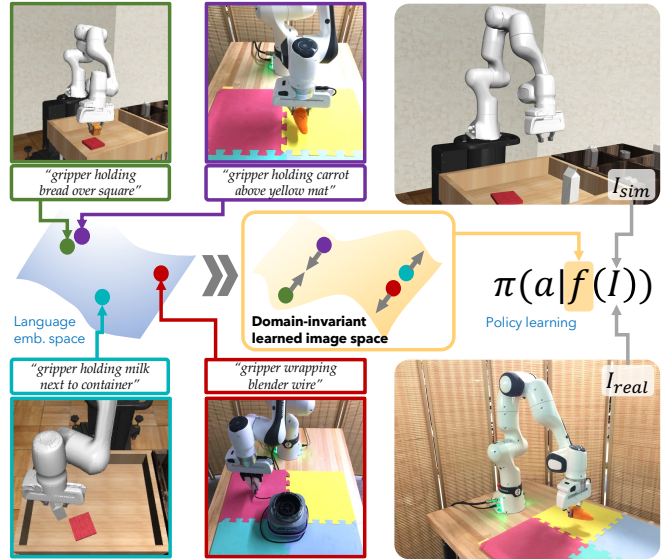 "gripper holding
bread over square"
"gripper holding carrot
above yellow mat"
I_sim
π(a|f(I))
Language
emb. space
Domain-invariant
learned image space
Policy learning
"gripper holding milk
next to container"
"gripper wrapping
blender wire"
I_real